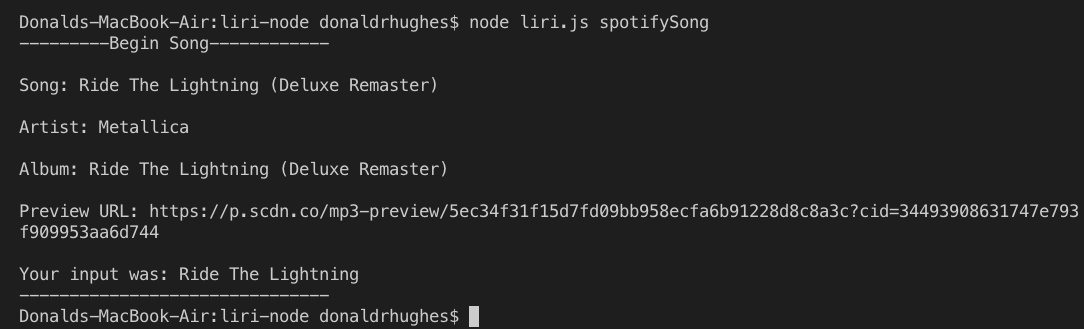 Donalds-MacBook-Air:liri-node donaldrhughes$ node liri.js spotifySong
---------Begin Song------------
Song: Ride The Lightning (Deluxe Remaster)
Artist: Metallica
Album: Ride The Lightning (Deluxe Remaster)
Preview URL: https://p.scdn.co/mp3-preview/5ec34f31f15d7fd09bb958ecfa6b91228d8c8a3c?cid=34493908631747e793
f909953aa6d744
Your input was: Ride The Lightning
-------------------------------
Donalds-MacBook-Air:liri-node donaldrhughes$